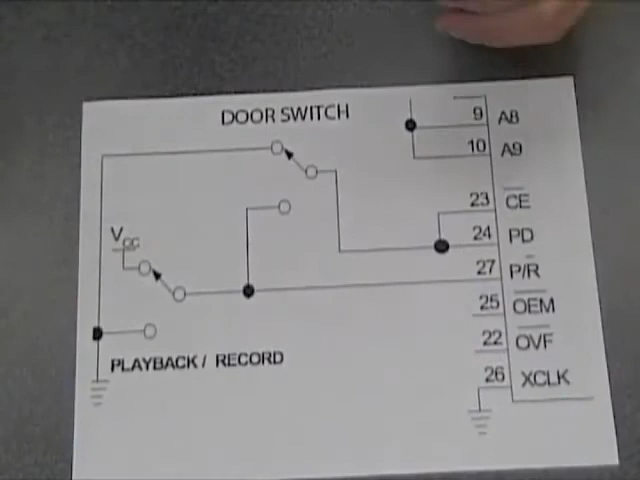 DOOR SWITCH
9 A8
10 A9
23 CE
24 PD
VCC
27 P/R
25 OEM
22 OVF
PLAYBACK / RECORD
26 XCLK